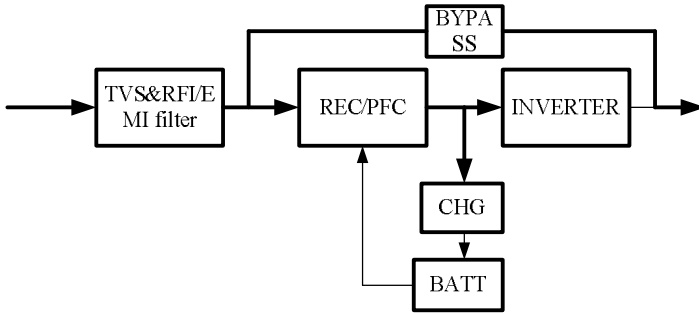 BYPA
SS
TVS&RFI/E
MI filter
REC/PFC
INVERTER
CHG
BATT